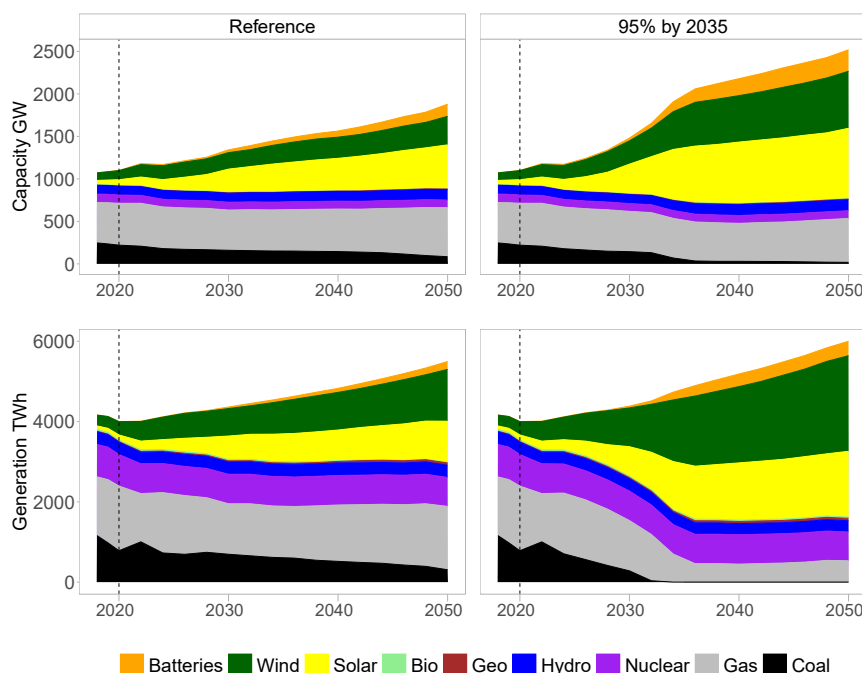 Reference 95% by 2035
Capacity GW
2500
2000
1500
1000
500
0
2020 2030 2040 2050 2020 2030 2040 2050
Generation TWh
6000
4000
2000
0
2020 2030 2040 2050 2020 2030 2040 2050
Batteries Wind Solar Bio Geo Hydro Nuclear Gas Coal